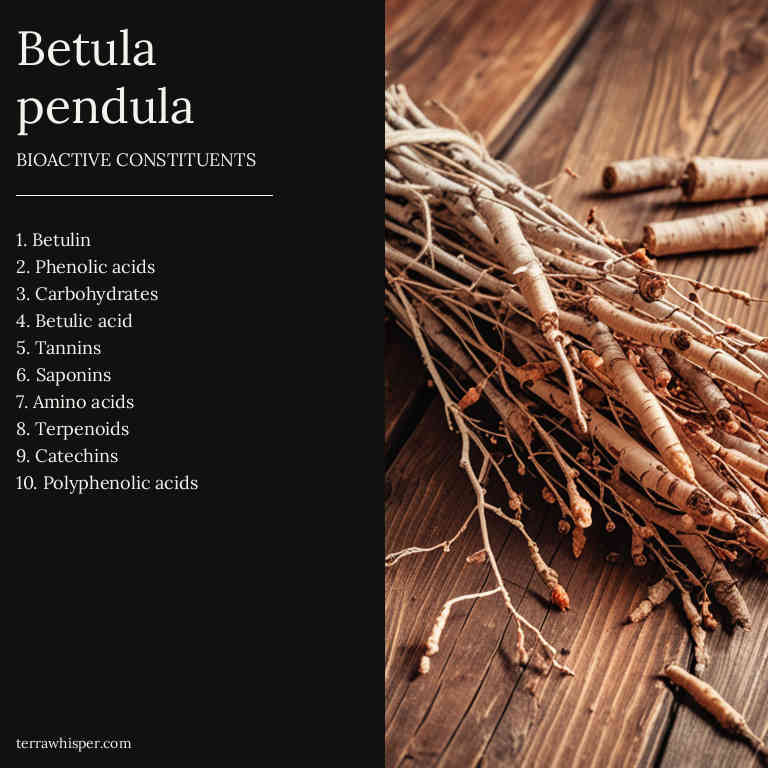 Betula
pendula
BIOACTIVE CONSTITUENTS
1. Betulin
2. Phenolic acids
3. Carbohydrates
4. Betulic acid
5. Tannins
6. Saponins
7. Amino acids
8. Terpenoids
9. Catechins
10. Polyphenolic acids
terrawhisper.com